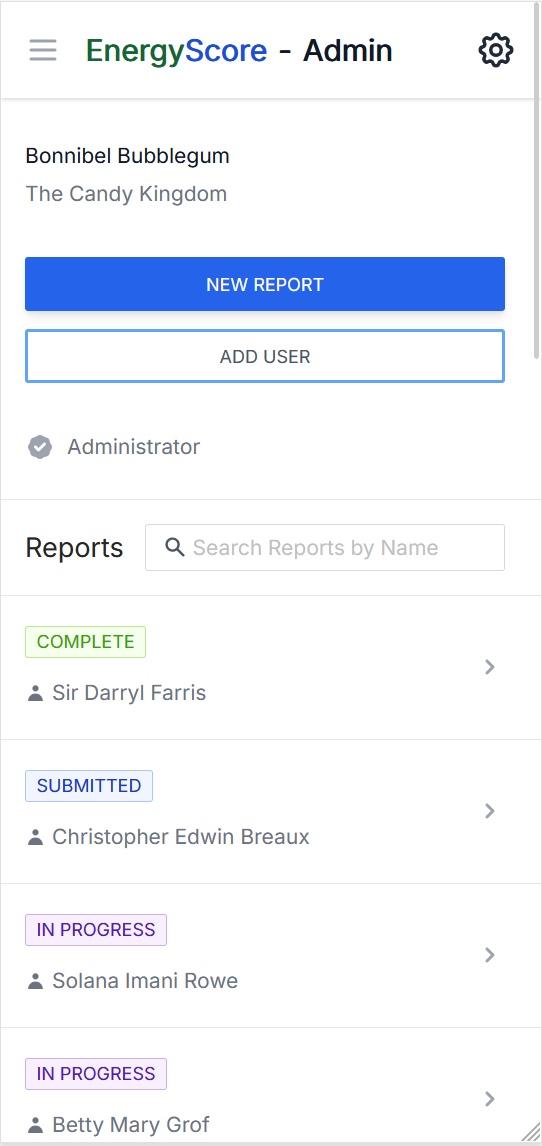 EnergyScore - Admin
Bonnibel Bubblegum
The Candy Kingdom
NEW REPORT
ADD USER
Administrator
Reports
Search Reports by Name
COMPLETE
Sir Darryl Farris
SUBMITTED
Christopher Edwin Breaux
IN PROGRESS
Solana Imani Rowe
IN PROGRESS
Betty Mary Grof